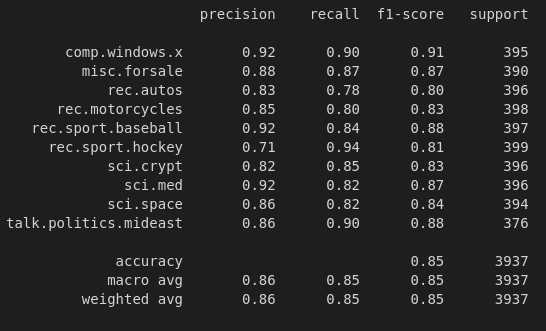 precision recall f1-score support
comp.windows.x 0.92 0.90 0.91 395
misc.forsale 0.88 0.87 0.87 390
rec.autos 0.83 0.78 0.80 396
rec.motorcycles 0.85 0.80 0.83 398
rec.sport.baseball 0.92 0.84 0.88 397
rec.sport.hockey 0.71 0.94 0.81 399
sci.crypt 0.82 0.85 0.83 396
sci.med 0.92 0.82 0.87 396
sci.space 0.86 0.82 0.84 394
talk.politics.mideast 0.86 0.90 0.88 376
accuracy 0.85 3937
macro avg 0.86 0.85 0.85 3937
weighted avg 0.86 0.85 0.85 3937